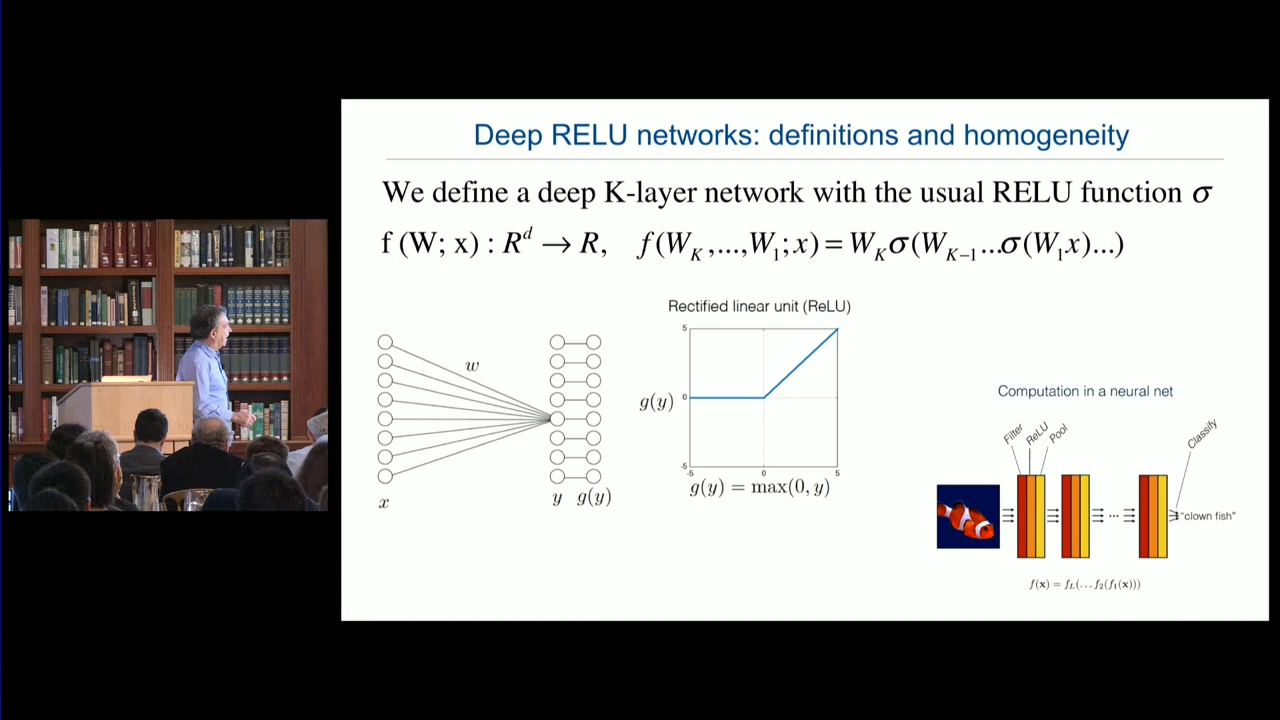 Deep RELU networks: definitions and homogeneity
We define a deep K-layer network with the usual RELU function σ
f (W; x) : R^d → R,   f(W_K,...,W_1;x) = W_Kσ(W_{K−1}...σ(W_1x)...)
Rectified linear unit (ReLU)
w
x
y g(y)
5
g(y)
0
-5
-5 0 5
g(y) = max(0, y)
Computation in a neural net
Filter
ReLU
Pool
Classify
...
"clown fish"
f(x) = f_L(…f_2(f_1(x)))